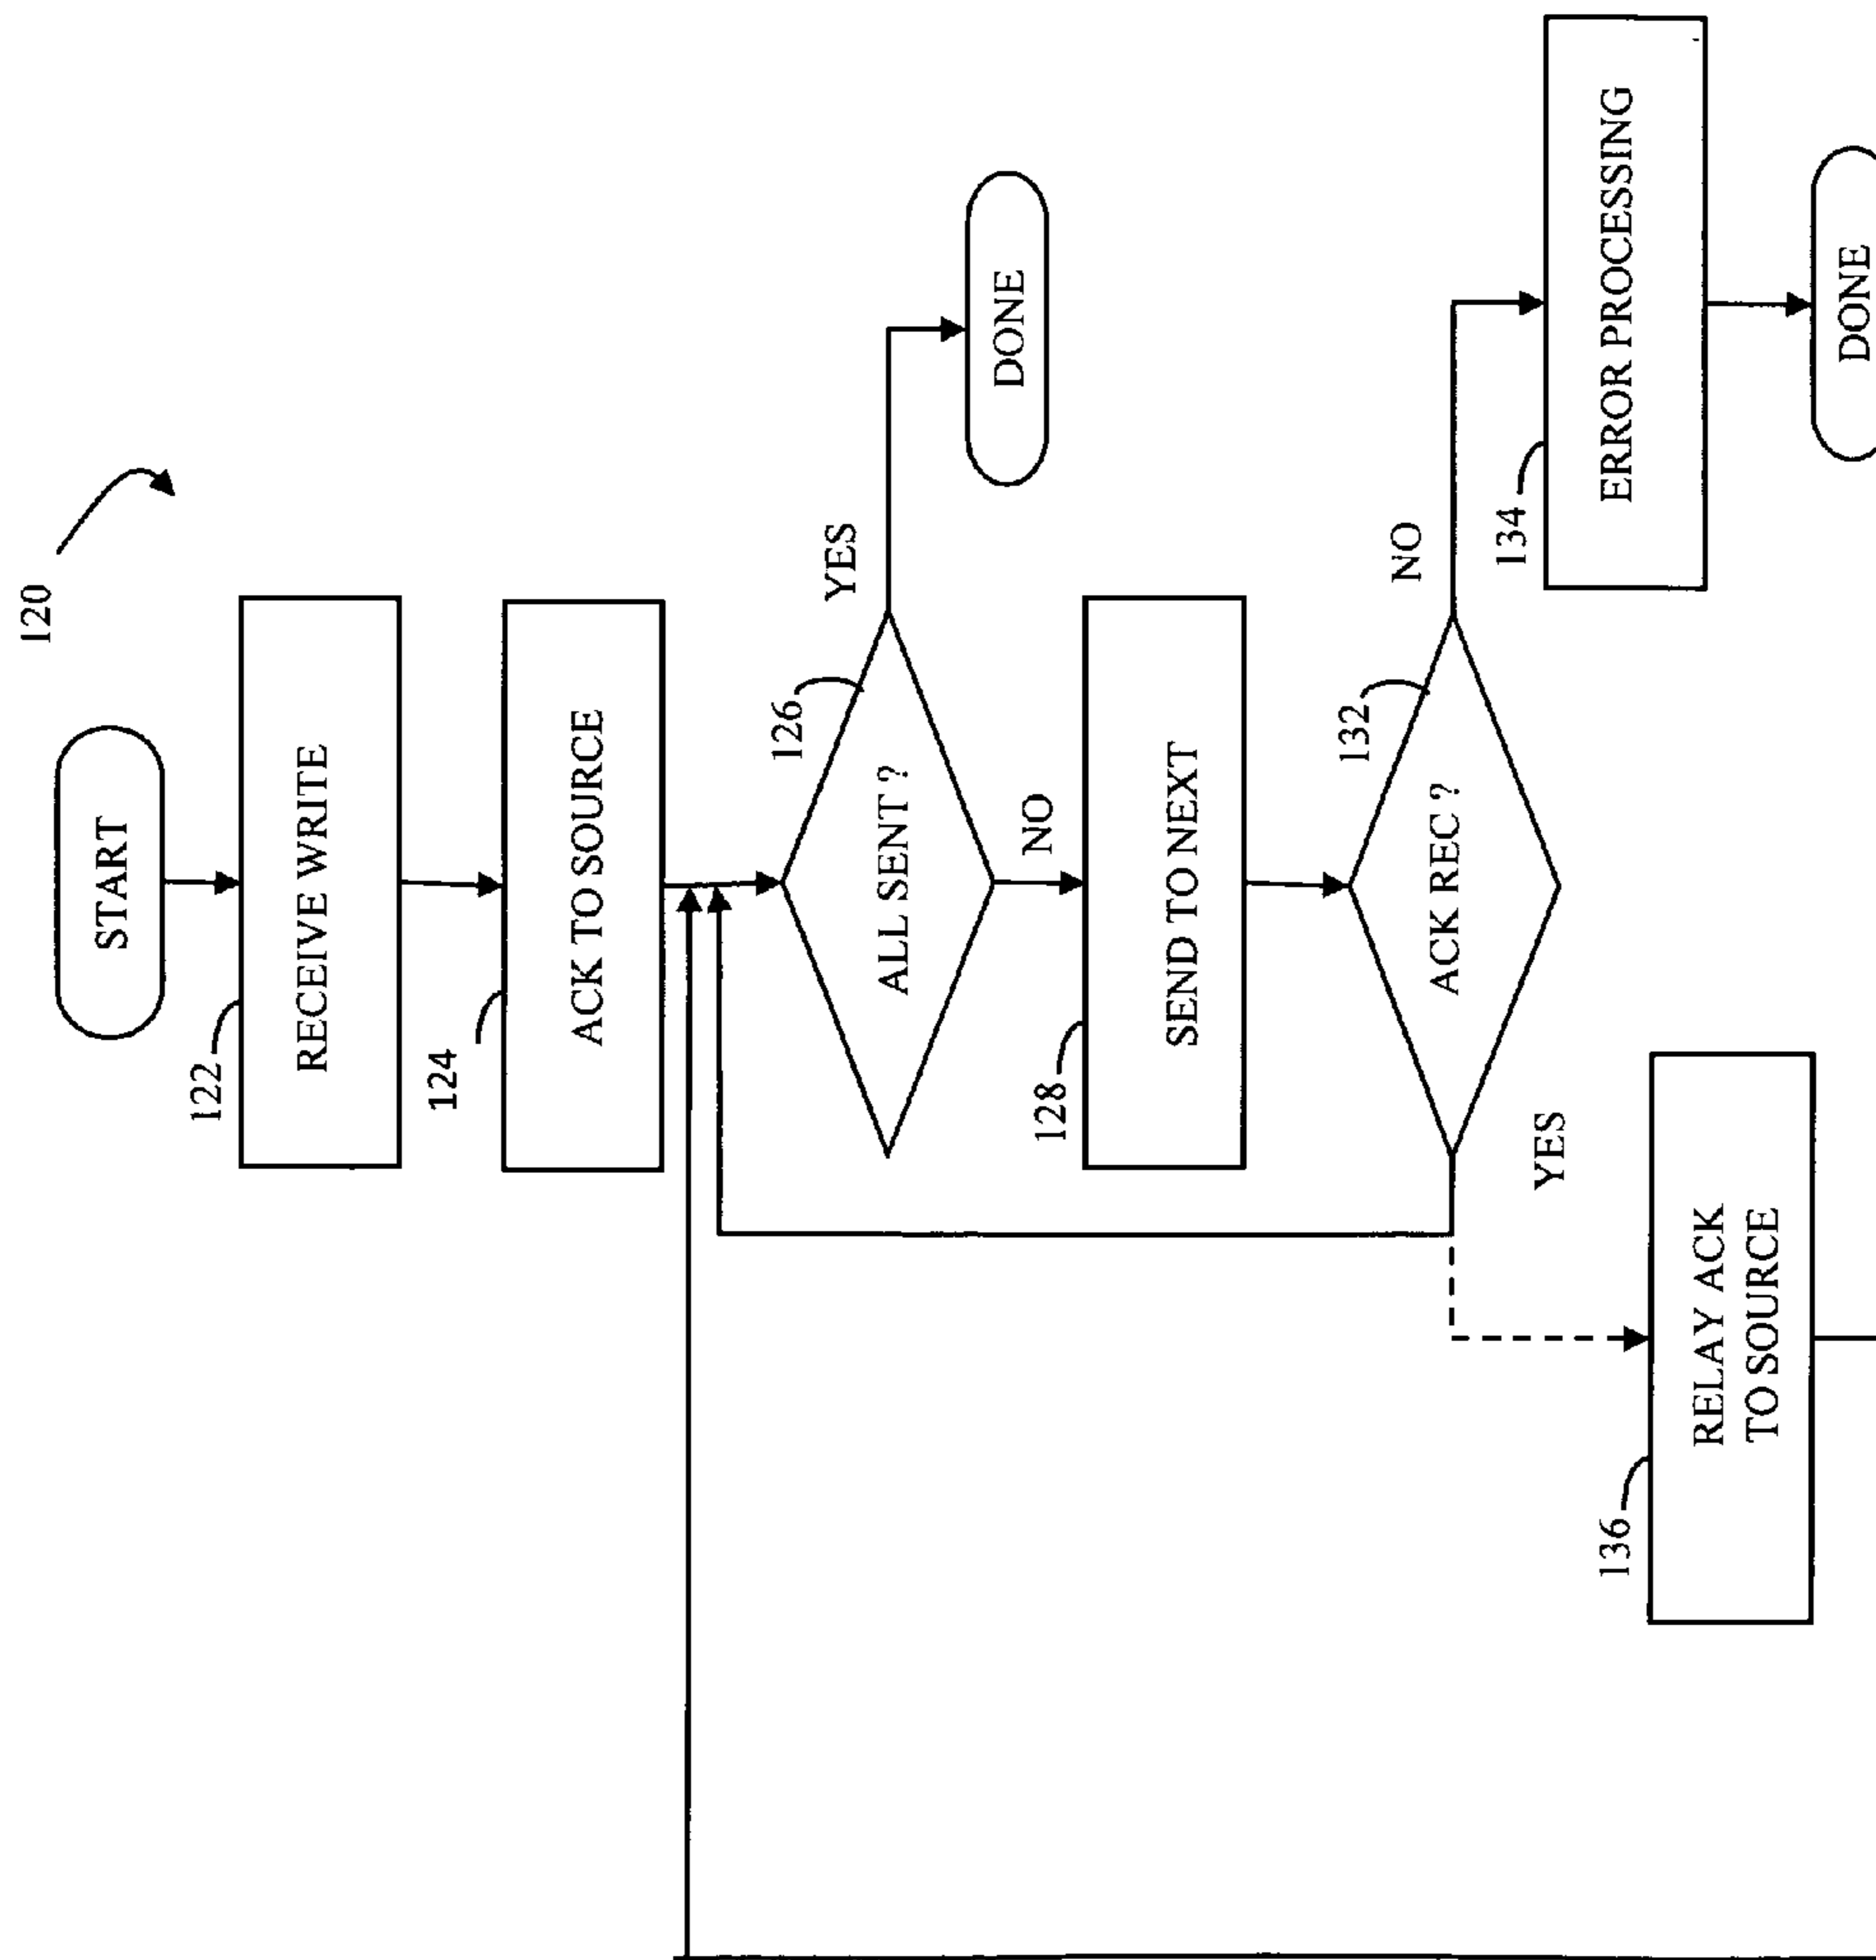 120
START
122
RECEIVE WRITE
124
ACK TO SOURCE
126
ALL SENT ?
YES
DONE
NO
128
SEND TO NEXT
132
ACK REC ?
NO
134
ERROR PROCESSING
DONE
YES
136
RELAY ACK
TO SOURCE